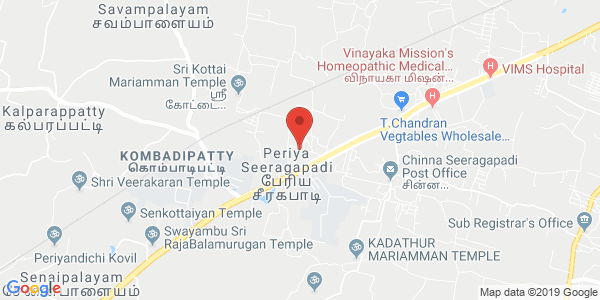 Savampalayam
சவம்பாளையம்
Vinayaka Mission's
Homeopathic Medical...
விநாயகா மிஷன்...
VIMS Hospital
Sri Kottai
Mariamman Temple
ஸ்ரீ
கோட்டை...
Kalparappatty
கல்பரப்பட்டி
T.Chandran
Vegtables Wholesale...
KOMBADIPATTY
கொம்பாடிபட்டி
Periya
Seeragapadi
பேரிய
சீரகபாடி
Chinna Seeragapadi
Post Office
சின்ன...
Shri Veerakaran Temple
Senkottaiyan Temple
Sub Registrar's Office
Swayambu Sri
RajaBalamurugan Temple
Periyandichi Kovil
KADATHUR
MARIAMMAN TEMPLE
Senaipalayam
Google
Map data ©2019 Google